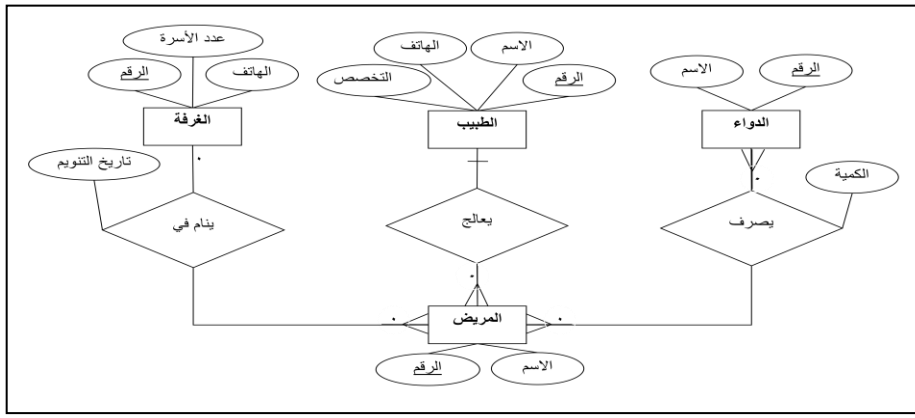 عدد الأسرة
الهاتف
الرقم
الغرفة
تاريخ التنويم
ينام في
الاسم
الهاتف
الرقم
التخصص
الطبيب
يعالج
الرقم
الاسم
الدواء
الكمية
يصرف
المريض
الاسم
الرقم